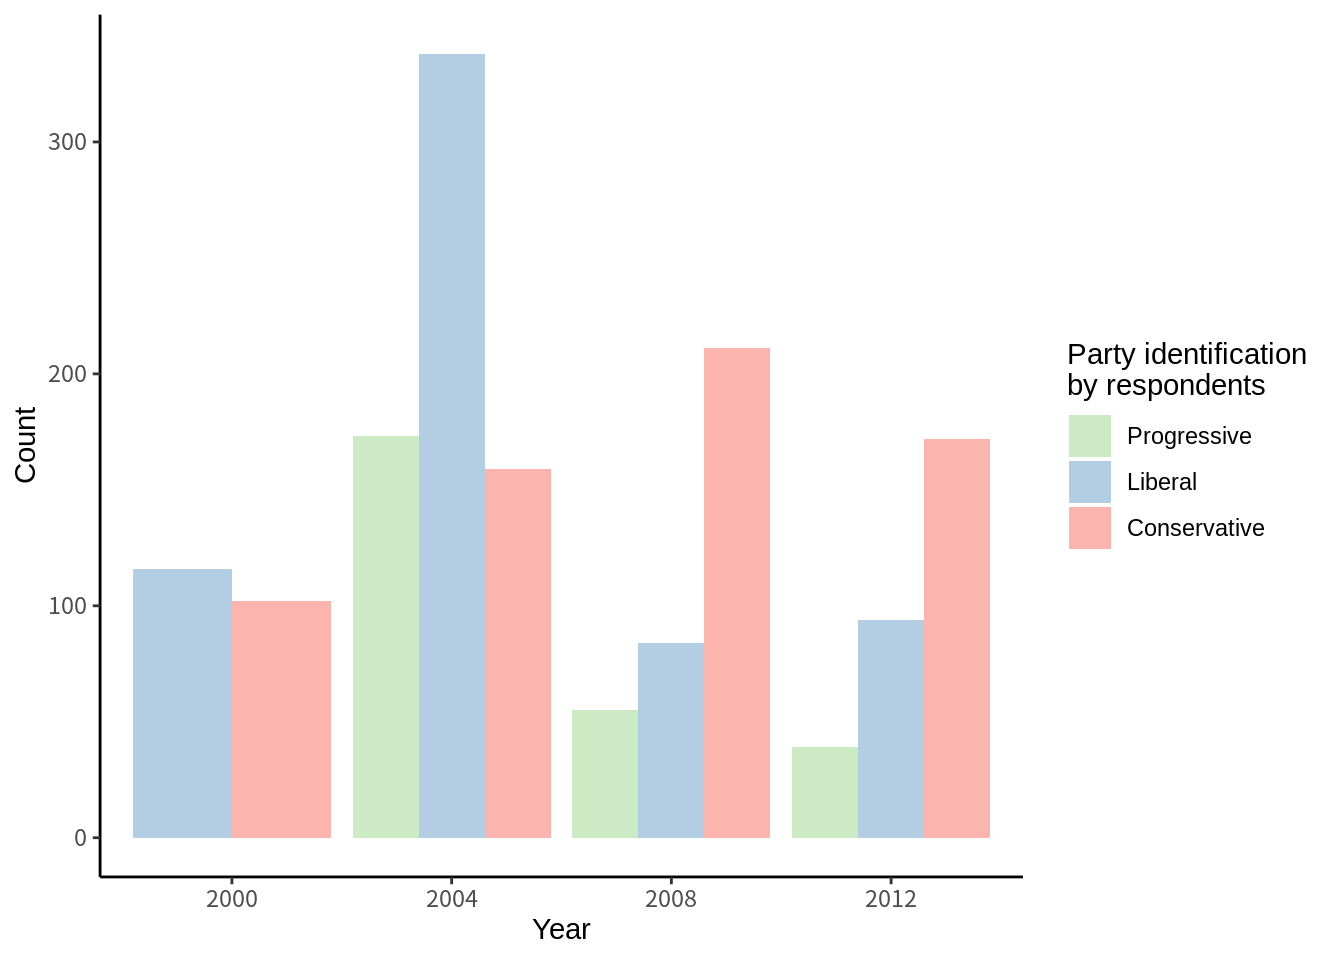 300
200
100
0
Count
2000 2004 2008 2012
Year
Party identification
by respondents
Progressive
Liberal
Conservative